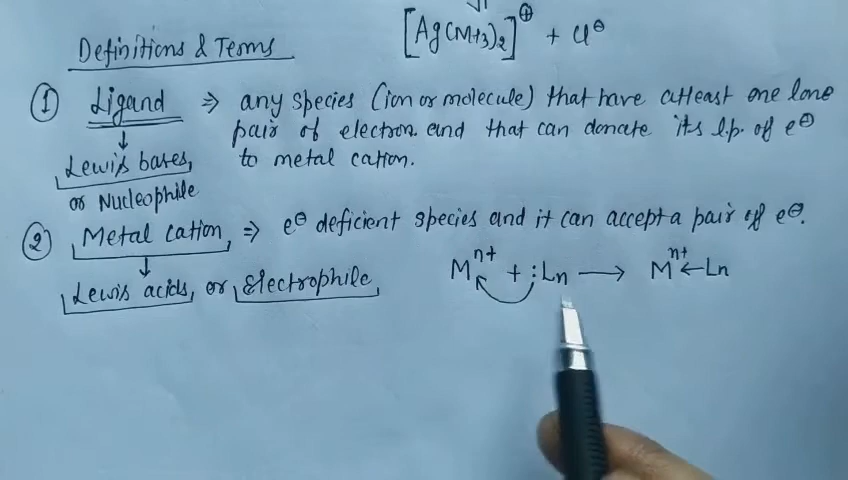 [Ag(NH3)2]⊕ + Cl⊖
Definitions & Terms
① Ligand ⇒ any species (ion or molecule) that have atleast one lone
pair of electron and that can donate its l.p. of e⊖
to metal cation.
↓
Lewis bases,
or Nucleophile
② Metal cation, ⇒ e⊖ deficient species and it can accept a pair of e⊖.
↓
Lewis acids, or Electrophile
Mⁿ⁺ + :Ln ⟶ Mⁿ⁺←Ln